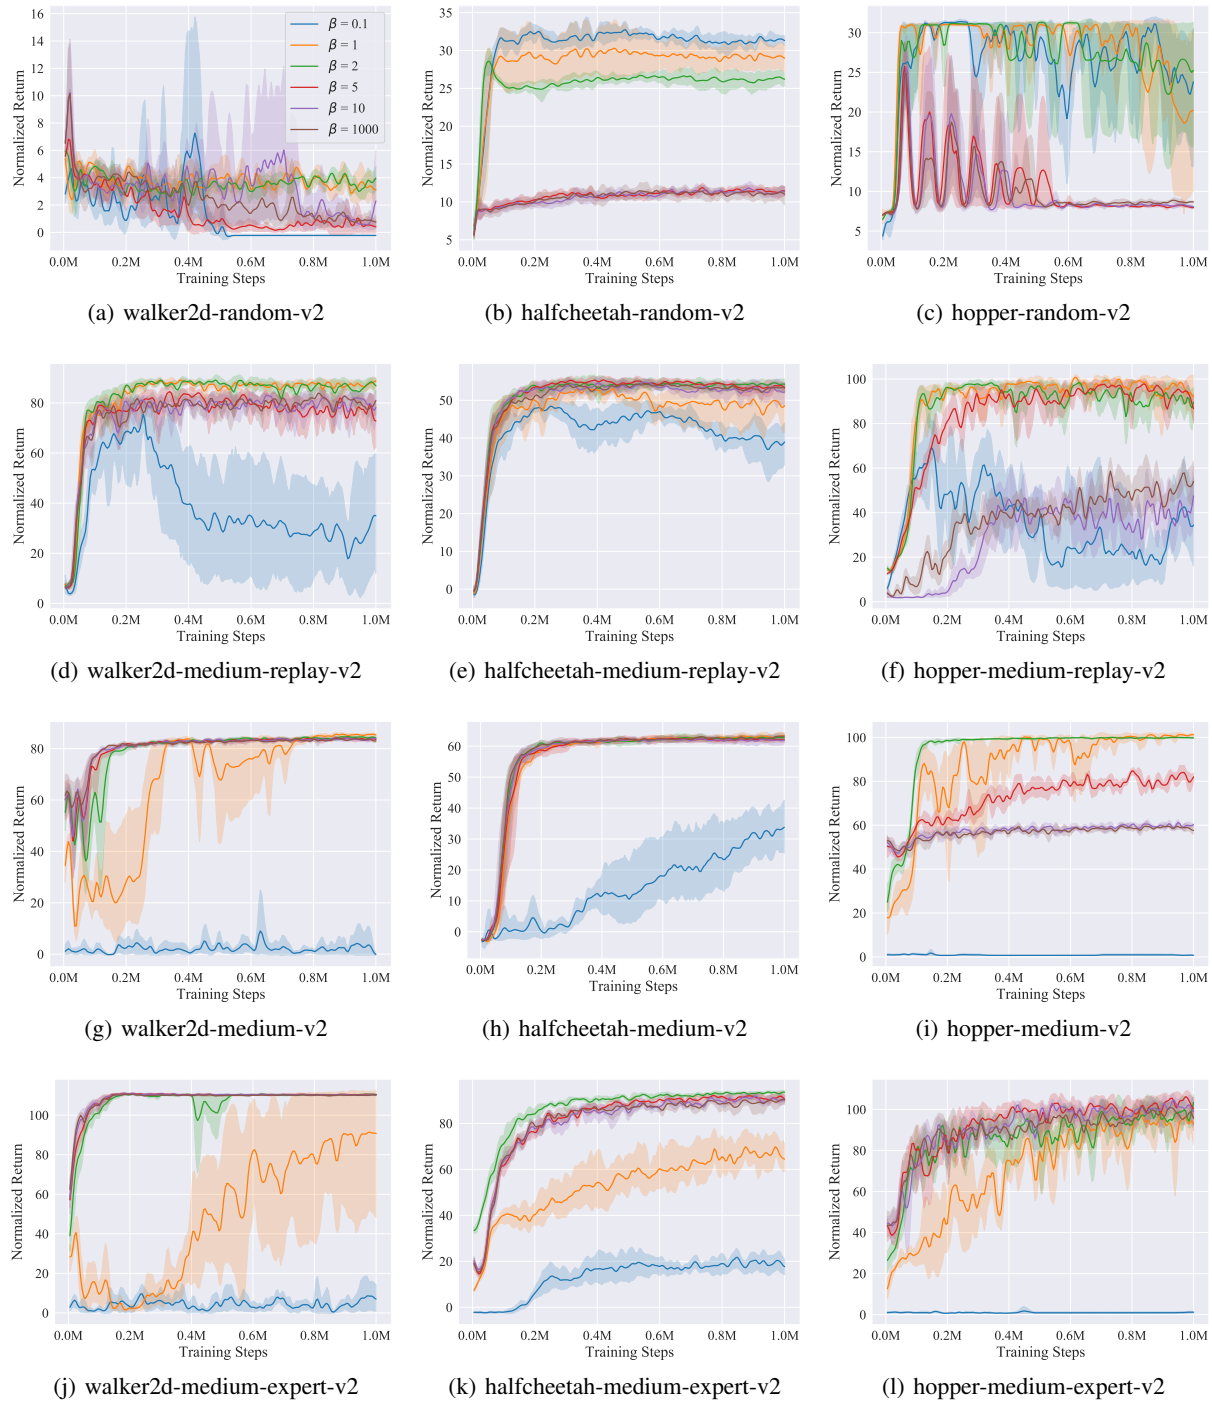 16
14
12
10
8
6
4
2
0
Normalized Return
β = 0.1
β = 1
β = 2
β = 5
β = 10
β = 1000
0.0M 0.2M 0.4M 0.6M 0.8M 1.0M
Training Steps
(a) walker2d-random-v2
35
30
25
20
15
10
5
Normalized Return
0.0M 0.2M 0.4M 0.6M 0.8M 1.0M
Training Steps
(b) halfcheetah-random-v2
30
25
20
15
10
5
Normalized Return
0.0M 0.2M 0.4M 0.6M 0.8M 1.0M
Training Steps
(c) hopper-random-v2
80
60
40
20
0
Normalized Return
0.0M 0.2M 0.4M 0.6M 0.8M 1.0M
Training Steps
(d) walker2d-medium-replay-v2
50
40
30
20
10
0
Normalized Return
0.0M 0.2M 0.4M 0.6M 0.8M 1.0M
Training Steps
(e) halfcheetah-medium-replay-v2
100
80
60
40
20
0
Normalized Return
0.0M 0.2M 0.4M 0.6M 0.8M 1.0M
Training Steps
(f) hopper-medium-replay-v2
80
60
40
20
0
Normalized Return
0.0M 0.2M 0.4M 0.6M 0.8M 1.0M
Training Steps
(g) walker2d-medium-v2
60
50
40
30
20
10
0
Normalized Return
0.0M 0.2M 0.4M 0.6M 0.8M 1.0M
Training Steps
(h) halfcheetah-medium-v2
100
80
60
40
20
0
Normalized Return
0.0M 0.2M 0.4M 0.6M 0.8M 1.0M
Training Steps
(i) hopper-medium-v2
100
80
60
40
20
0
Normalized Return
0.0M 0.2M 0.4M 0.6M 0.8M 1.0M
Training Steps
(j) walker2d-medium-expert-v2
80
60
40
20
0
Normalized Return
0.0M 0.2M 0.4M 0.6M 0.8M 1.0M
Training Steps
(k) halfcheetah-medium-expert-v2
100
80
60
40
20
0
Normalized Return
0.0M 0.2M 0.4M 0.6M 0.8M 1.0M
Training Steps
(l) hopper-medium-expert-v2